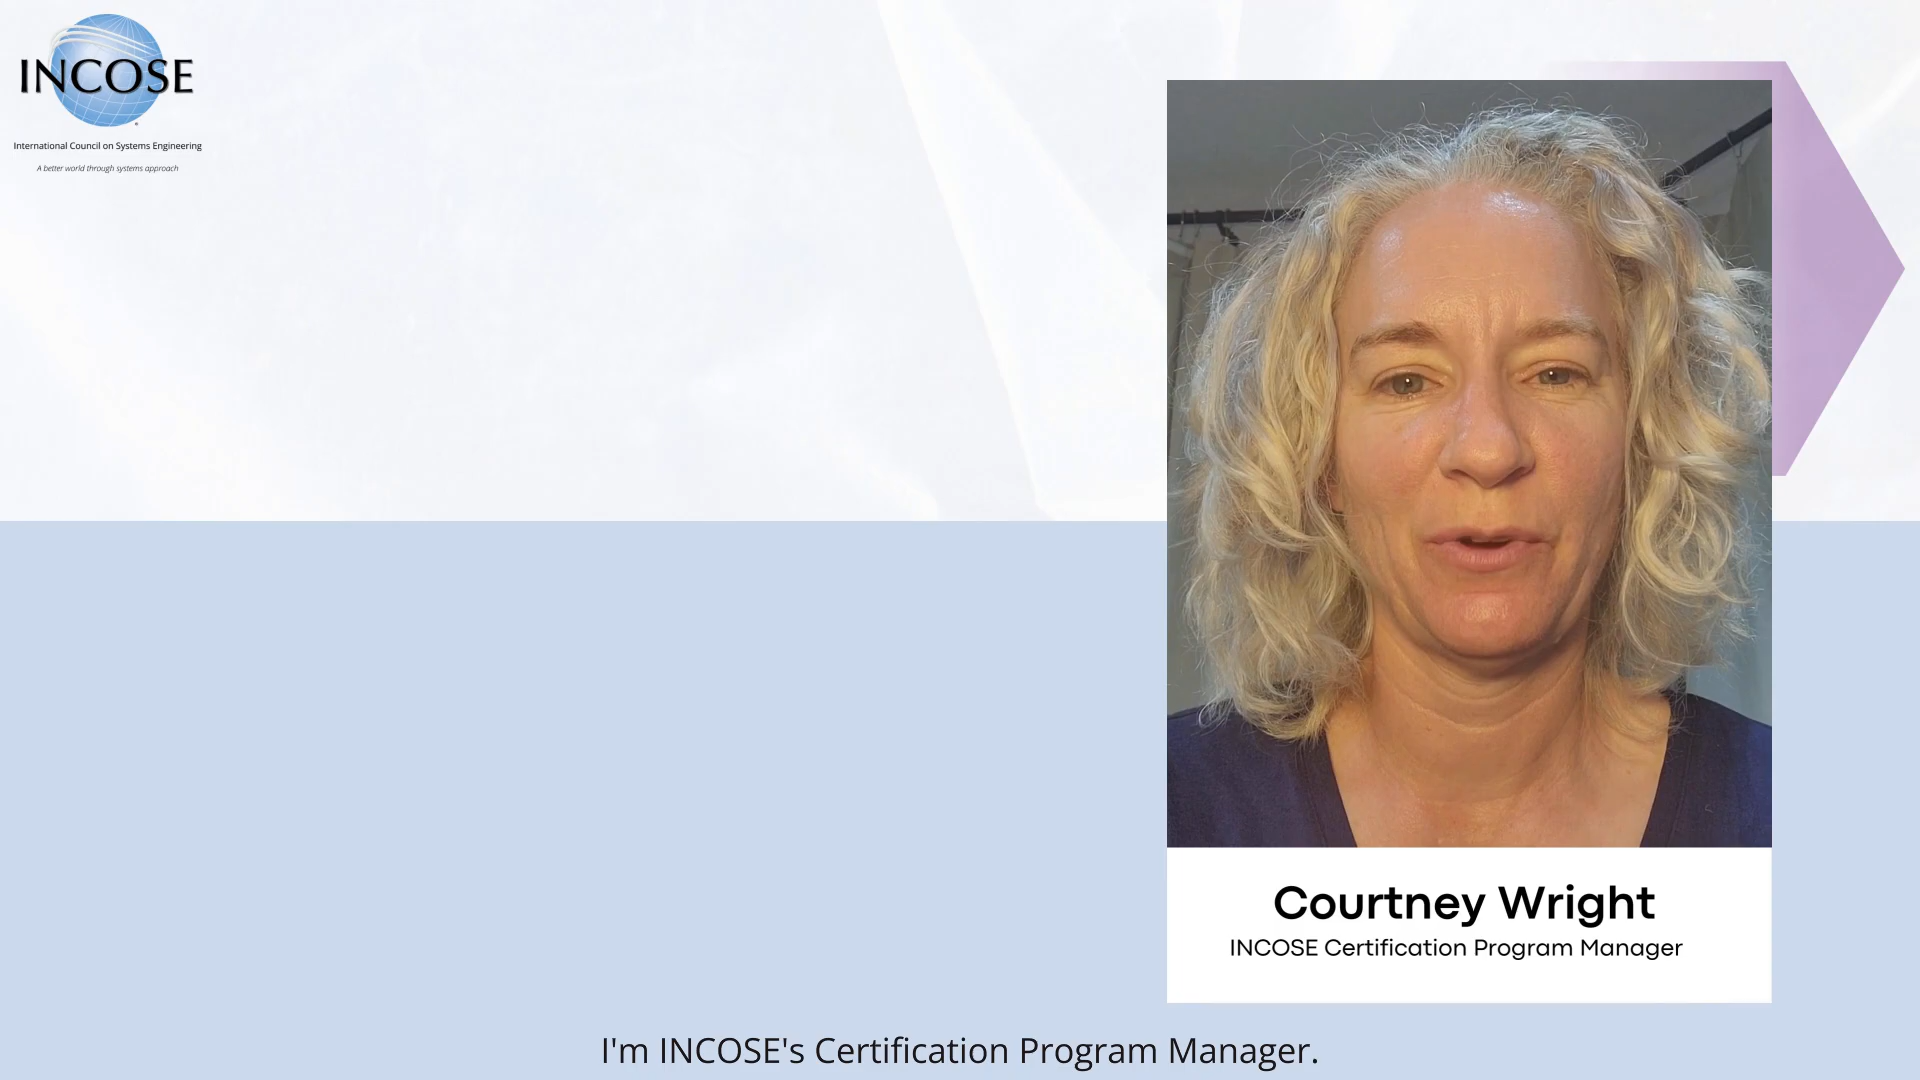 INCOSE
International Council on Systems Engineering
A better world through systems approach
Courtney Wright
INCOSE Certification Program Manager
I'm INCOSE's Certification Program Manager.